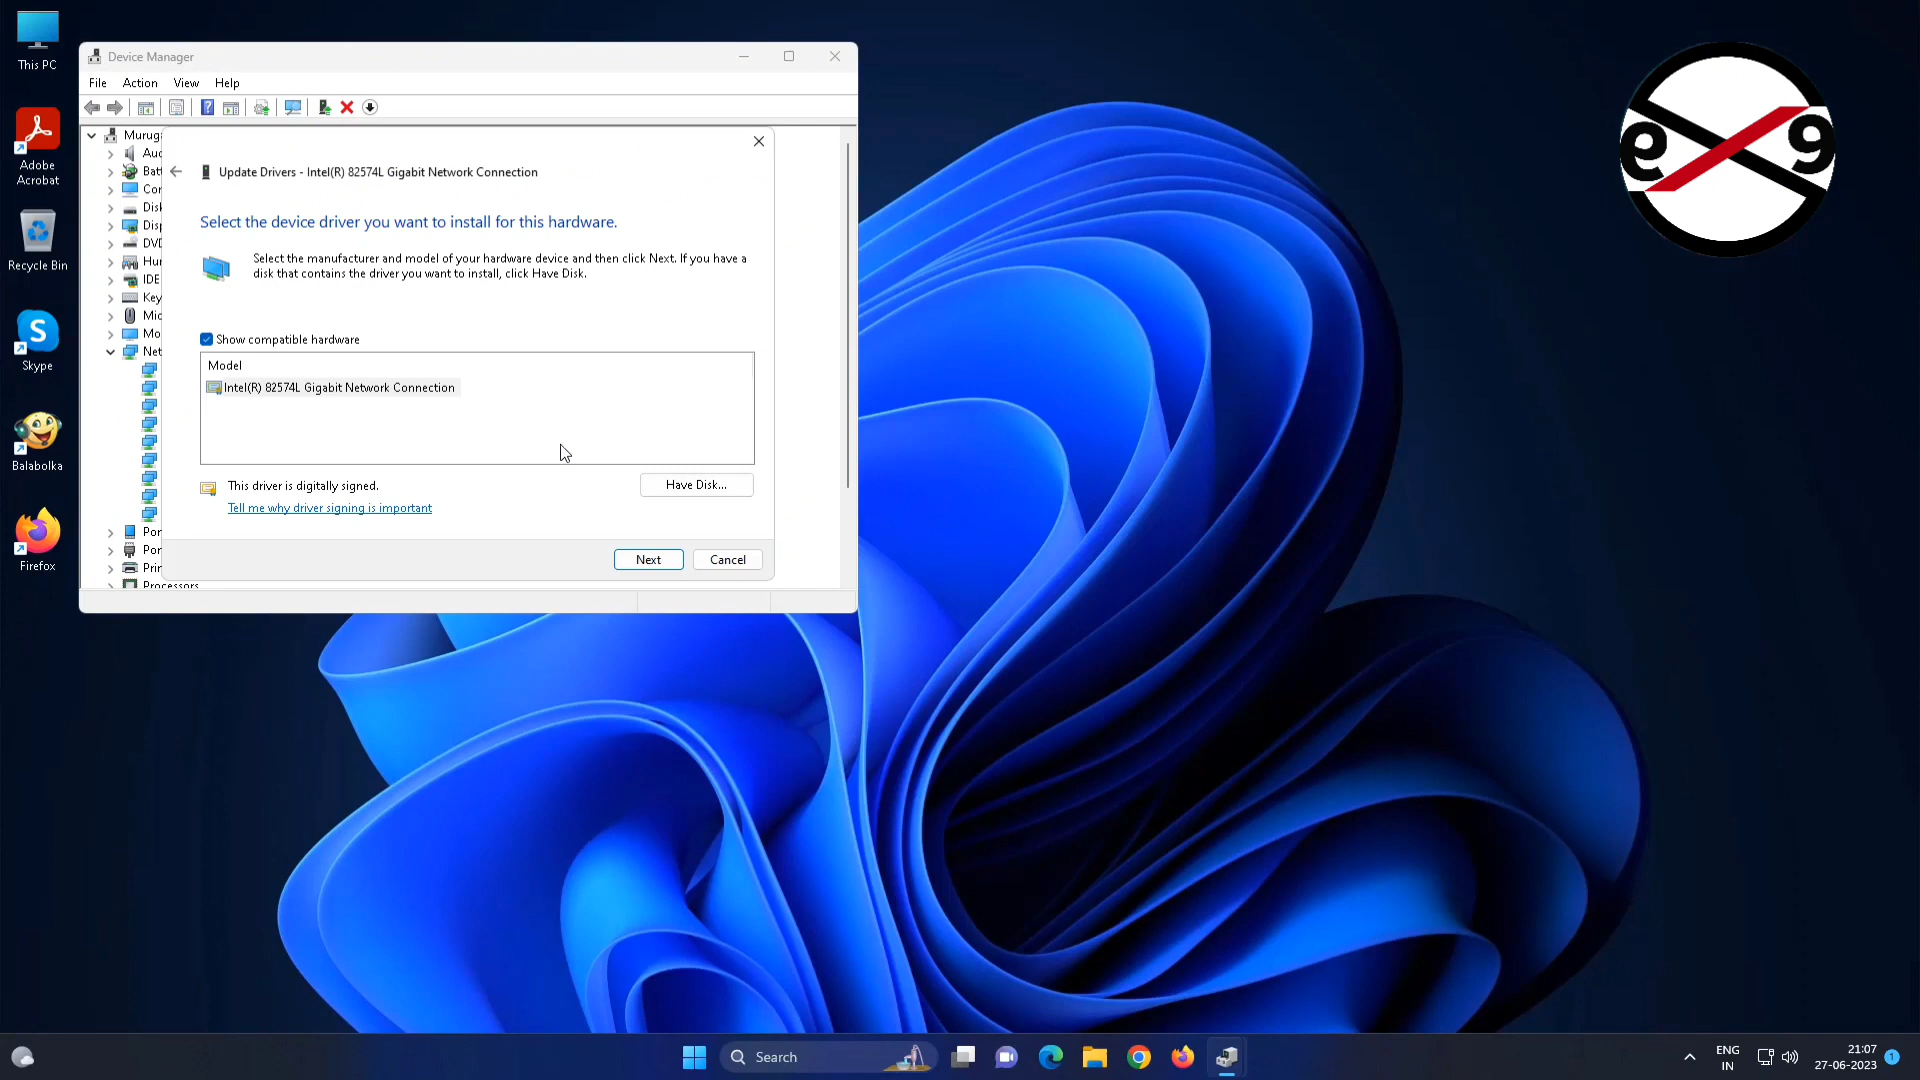 This PC
Adobe
Acrobat
Recycle Bin
Skype
Balabolka
Firefox
Device Manager
File Action View Help
Muruga
Update Drivers - Intel(R) 82574L Gigabit Network Connection
Select the device driver you want to install for this hardware.
Select the manufacturer and model of your hardware device and then click Next. If you have a
disk that contains the driver you want to install, click Have Disk.
Show compatible hardware
Model
Intel(R) 82574L Gigabit Network Connection
This driver is digitally signed.
Have Disk...
Tell me why driver signing is important
Next
Cancel
Processors
e9
Search
ENG
IN
21:07
27-06-2023
1